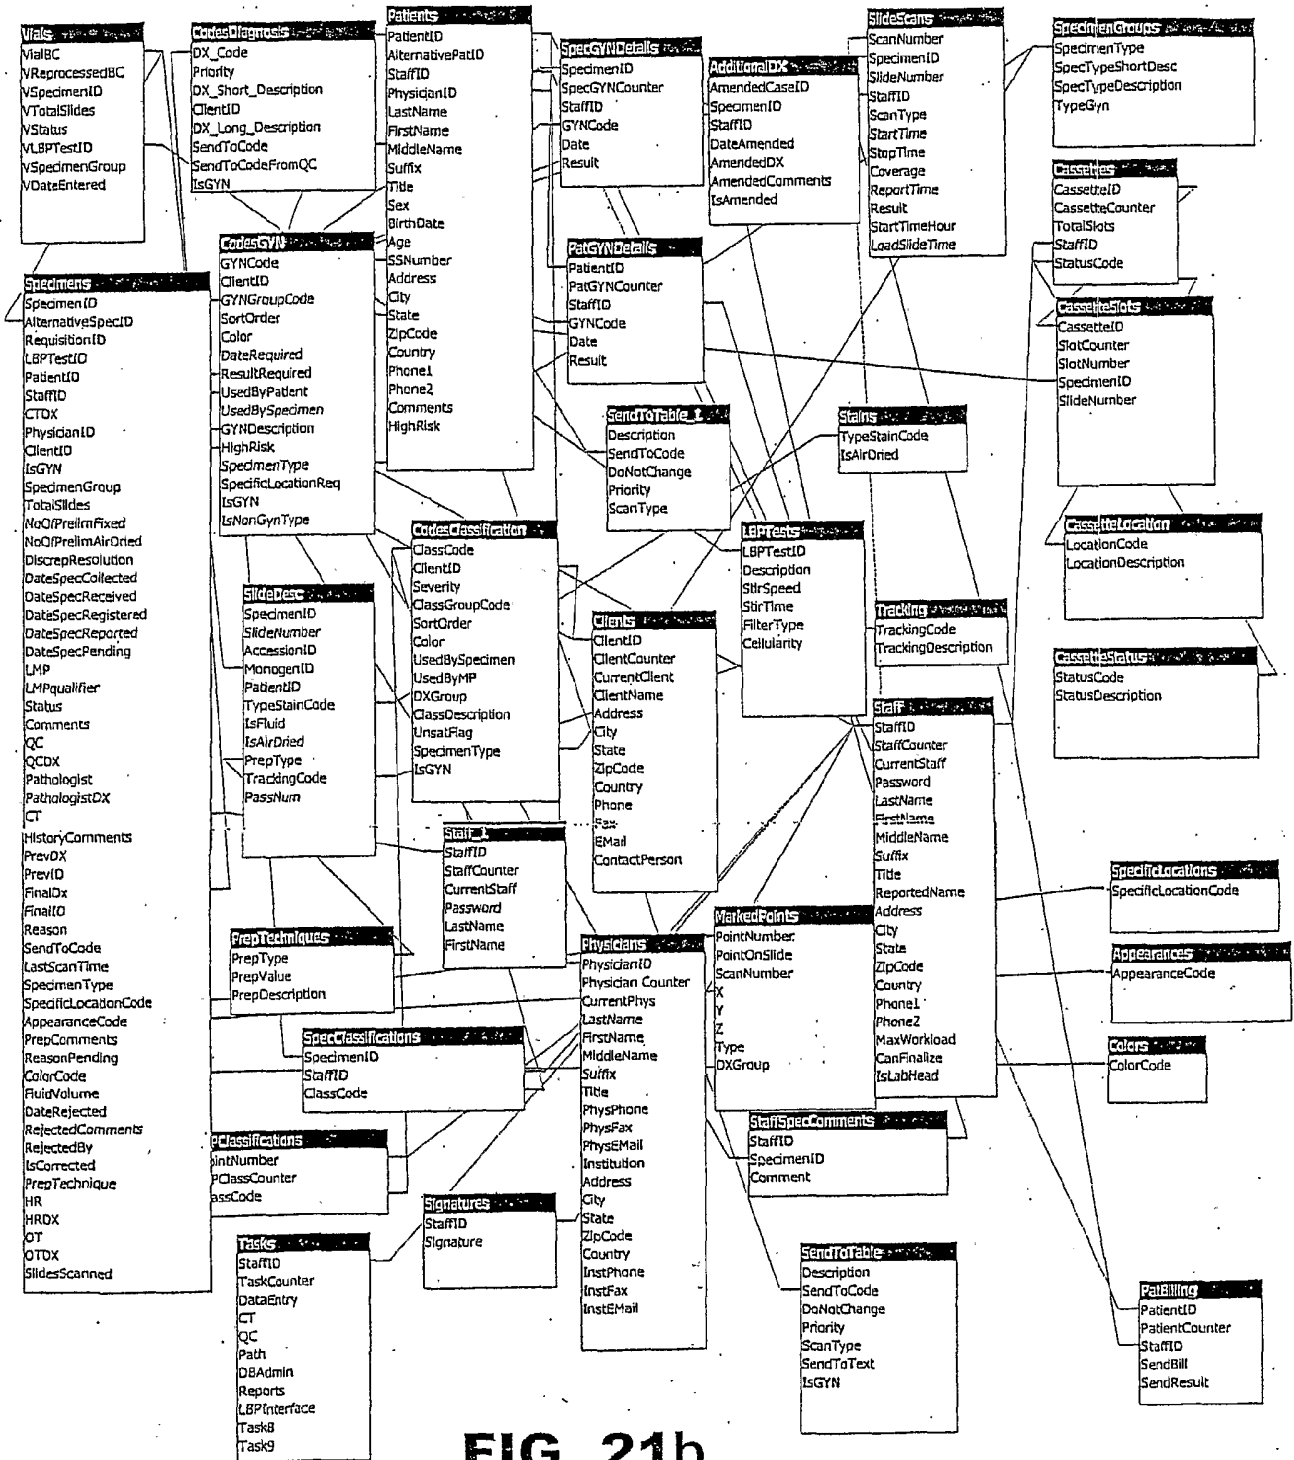 Vials
VialBC
VReprocessedBC
VSpecimenID
VTotalSlides
VStatus
VLBPTestID
VSpecimenGroup
VDateEntered
CodesDiagnosis
DX_Code
Priority
DX_Short_Description
ClientID
DX_Long_Description
SendToCode
SendToCodeFromQC
IsGYN
Patients
PatientID
AlternativePatID
StaffID
PhysicianID
LastName
FirstName
MiddleName
Suffix
Title
Sex
BirthDate
Age
SSNumber
Address
City
State
ZipCode
Country
Phone1
Phone2
Comments
HighRisk
SpecGYNDetails
SpecimenID
SpecGYNCounter
StaffID
GYNCode
Date
Result
AdditionalDX
AmendedCaseID
SpecimenID
StaffID
DateAmended
AmendedDX
AmendedComments
IsAmended
SlideScans
ScanNumber
SpecimenID
SlideNumber
StaffID
ScanType
StartTime
StopTime
Coverage
ReportTime
Result
StartTimeHour
LoadSlideTime
SpecimenGroups
SpecimenType
SpecTypeShortDesc
SpecTypeDescription
TypeGyn
Cassettes
CassetteID
CassetteCounter
TotalSlots
StaffID
StatusCode
CodesGYN
GYNCode
ClientID
GYNGroupCode
SortOrder
Color
DateRequired
ResultRequired
UsedByPatient
UsedBySpecimen
GYNDescription
HighRisk
SpecimenType
SpecificLocationReq
IsGYN
IsNonGynType
PatGYNDetails
PatientID
PatGYNCounter
StaffID
GYNCode
Date
Result
CassetteSlots
CassetteID
SlotCounter
SlotNumber
SpecimenID
SlideNumber
Specimens
SpecimenID
AlternativeSpecID
RequisitionID
LBPTestID
PatientID
StaffID
CTDX
PhysicianID
ClientID
IsGYN
SpecimenGroup
TotalSlides
NoOfPrelimFixed
NoOfPrelimAirDried
DiscrepResolution
DateSpecCollected
DateSpecReceived
DateSpecRegistered
DateSpecReported
DateSpecPending
LMP
LMPqualifier
Status
Comments
QC
QCDX
Pathologist
PathologistDX
CT
HistoryComments
PrevDX
PrevID
FinalDx
FinalID
Reason
SendToCode
LastScanTime
SpecimenType
SpecificLocationCode
AppearanceCode
PrepComments
ReasonPending
ColorCode
FluidVolume
DateRejected
RejectedComments
RejectedBy
IsCorrected
PrepTechnique
HR
HRDX
OT
OTDX
SlidesScanned
SendToTable_1
Description
SendToCode
DoNotChange
Priority
ScanType
Stains
TypeStainCode
IsAirDried
CassetteLocation
LocationCode
LocationDescription
CodesClassification
ClassCode
ClientID
Severity
ClassGroupCode
SortOrder
Color
UsedBySpecimen
UsedByMP
DXGroup
ClassDescription
UnsatFlag
SpecimenType
IsGYN
LBPTests
LBPTestID
Description
StirSpeed
StirTime
FilterType
Cellularity
SlideDesc
SpecimenID
SlideNumber
AccessionID
MonogenID
PatientID
TypeStainCode
IsFluid
IsAirDried
PrepType
TrackingCode
PassNum
Clients
ClientID
ClientCounter
CurrentClient
ClientName
Address
City
State
ZipCode
Country
Phone
Fax
EMail
ContactPerson
Tracking
TrackingCode
TrackingDescription
CassetteStatus
StatusCode
StatusDescription
Staff
StaffID
StaffCounter
CurrentStaff
Password
LastName
FirstName
MiddleName
Suffix
Title
ReportedName
Address
City
State
ZipCode
Country
Phone1
Phone2
MaxWorkload
CanFinalize
IsLabHead
Staff_1
StaffID
StaffCounter
CurrentStaff
Password
LastName
FirstName
SpecificLocations
SpecificLocationCode
PrepTechniques
PrepType
PrepValue
PrepDescription
Physicians
PhysicianID
Physician Counter
CurrentPhys
LastName
FirstName
MiddleName
Suffix
Title
PhysPhone
PhysFax
PhysEMail
Institution
Address
City
State
ZipCode
Country
InstPhone
InstFax
InstEMail
MarkedPoints
PointNumber
PointOnSlide
ScanNumber
X
Y
Z
Type
DXGroup
Appearances
AppearanceCode
SpecClassifications
SpecimenID
StaffID
ClassCode
Colors
ColorCode
PClassifications
ointNumber
PClassCounter
assCode
StaffSpecComments
StaffID
SpecimenID
Comment
Signatures
StaffID
Signature
Tasks
StaffID
TaskCounter
DataEntry
CT
QC
Path
DBAdmin
Reports
LBPInterface
Task8
Task9
SendToTable
Description
SendToCode
DoNotChange
Priority
ScanType
SendToText
IsGYN
PatBilling
PatientID
PatientCounter
StaffID
SendBill
SendResult
FIG. 21b